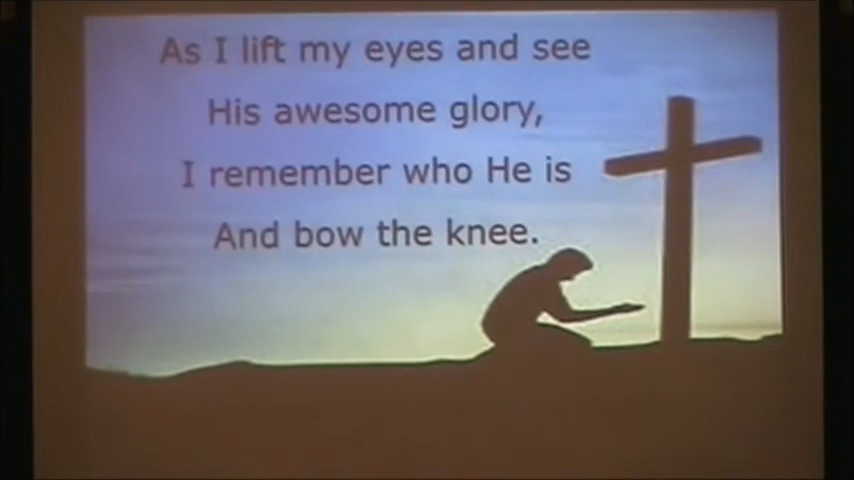 As I lift my eyes and see
His awesome glory,
I remember who He is
And bow the knee.